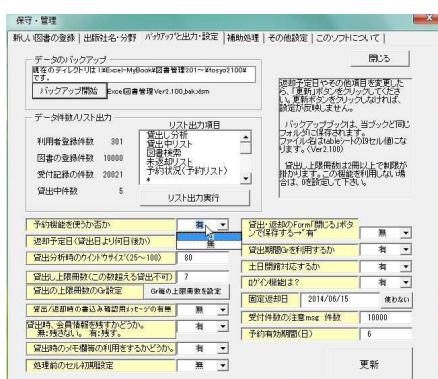 保守・管理
新しい図書の登録 | 出版社名・分野 | バックアップと出力・設定 | 補助処理 | その他設定 | このソフトについて |
データのバックアップ
現在のディレクトリは!¥Excel-MyBook¥図書管理201～¥tosyo2100¥
です。
バックアップ開始
Exce図書管理Ver2.100,bak.xlsm
閉じる
返却予定日やその他項目を変更した
ら、「更新」ボタンをクリックしてくださ
い。更新ボタンをクリックしなければ、
設定が反映しません。
バックアップブックは、当ブックと同じ
フォルダに保存されます。
ファイル名はtableシートの19セル値にな
ります。(Ver2.100)
貸出し上限冊数は2冊以上で制限が
掛かります。この機能を利用しない場
合は、0を設定して下さい。
データ件数/リスト出力
リスト出力項目
利用者登録件数 301
図書の登録件数 10000
受付記録の件数 20021
貸出中件数 5
貸出し分析
貸出中リスト
図書検索
未返却リスト
予約状況(予約リスト)
*
リスト出力実行
予約機能を使うか否か 有
有
無
返却予定日(貸出日より何日後か)
貸出分析時のウインドウサイズ(25～100) 80
貸出し上限冊数(この数超える貸出不可) 7
貸出の上限冊数のGr設定 Gr毎の上限冊数を設定
貸出/返却時の書込み確認用メッセージの有無 無
貸出時、会員情報を残すかどうか。
無:残さない。 有:残す。 有
貸出時のメモ欄等の利用をするかどうか。 有
処理前のセル初期設定 無
貸出・返却のForm「閉じる」ボタ
ンで保存する→"有" 無
貸出期間Grを利用するか 有
土日開館対応するか 有
ログイン機能は? 有
固定返却日 2014/06/15 使わない
受付件数の注意msg 件数 10000
予約有効期間(日) 6
更新